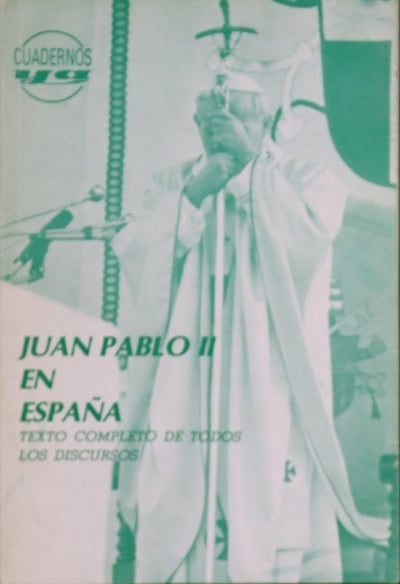 CUADERNOS
ya
JUAN PABLO II
EN
ESPAÑA
TEXTO COMPLETO DE TODOS
LOS DISCURSOS